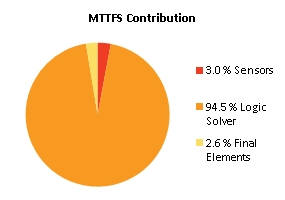 MTTFS Contribution
3.0 % Sensors
94.5 % Logic
Solver
2.6 % Final
Elements